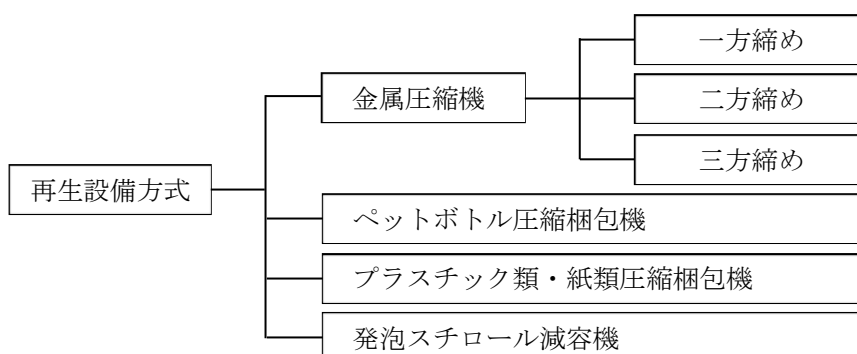 一方締め
金属圧縮機
二方締め
三方締め
再生設備方式
ペットボトル圧縮梱包機
プラスチック類・紙類圧縮梱包機
発泡スチロール減容機